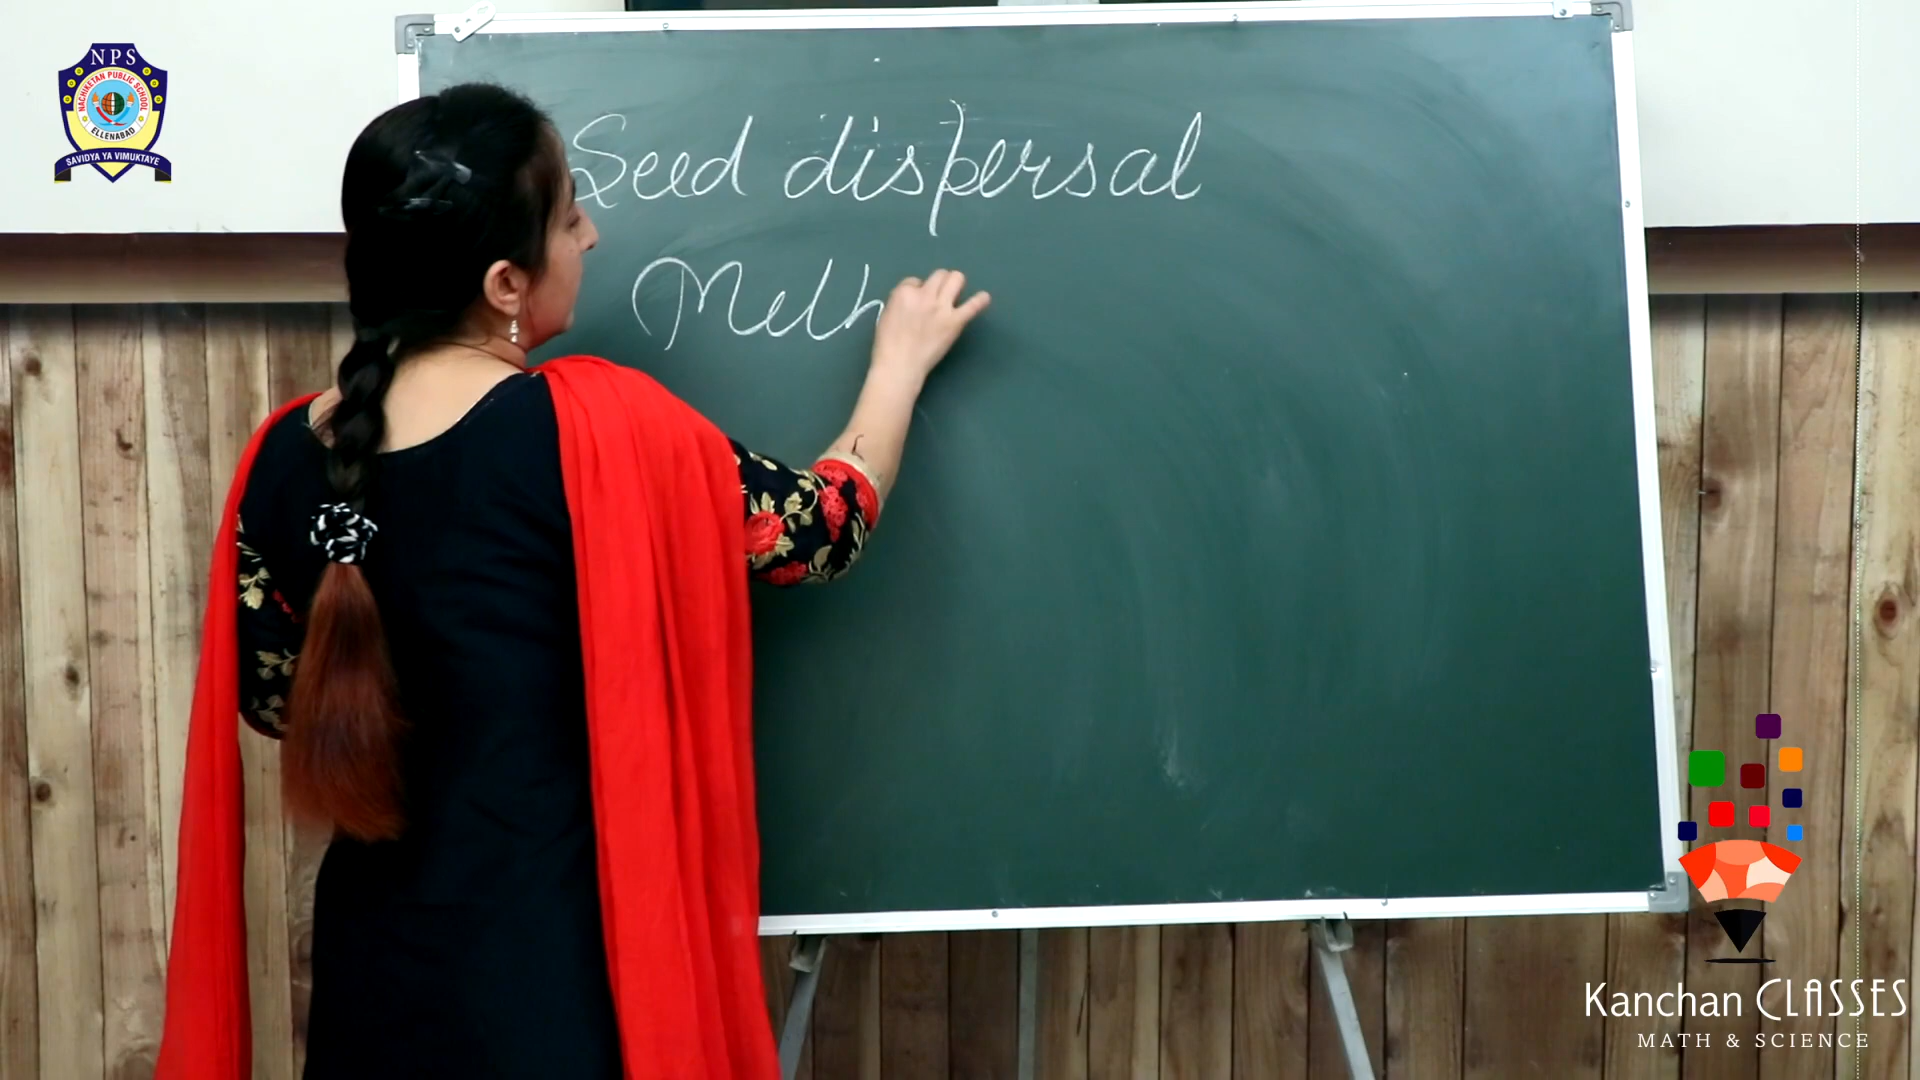 NPS
NACHIKETAN PUBLIC SCHOOL
ELLENABAD
SAVIDYA YA VIMUKTAYE
Seed dispersal
Meth
Kanchan CLASSES
MATH & SCIENCE